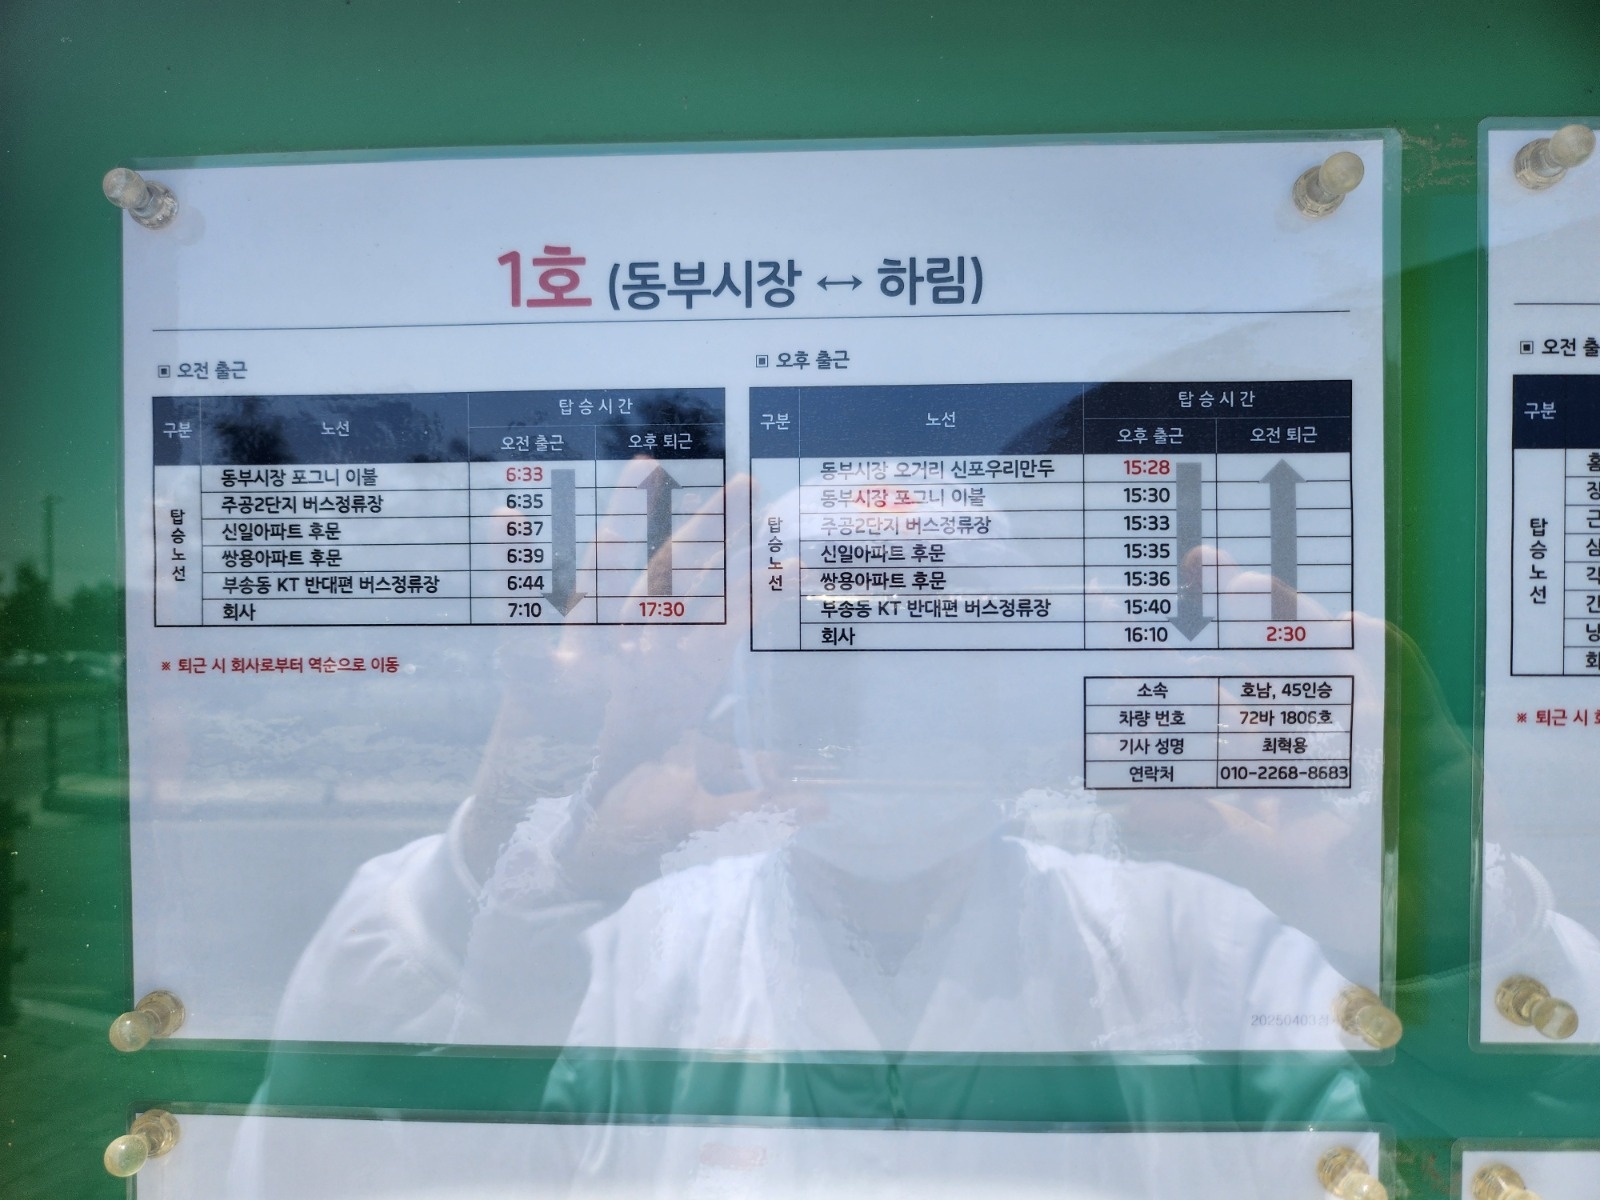 1호 (동부시장 ↔ 하림)
▣ 오전 출근
구분 노선 탑 승 시 간
오전 출근 오후 퇴근
탑승노선
동부시장 포그니 이불 6:33
주공2단지 버스정류장 6:35
신일아파트 후문 6:37
쌍용아파트 후문 6:39
부송동 KT 반대편 버스정류장 6:44
회사 7:10 17:30
※ 퇴근 시 회사로부터 역순으로 이동
▣ 오후 출근
구분 노선 탑 승 시 간
오후 출근 오전 퇴근
탑승노선
동부시장 오거리 신포우리만두 15:28
동부시장 포그니 이불 15:30
주공2단지 버스정류장 15:33
신일아파트 후문 15:35
쌍용아파트 후문 15:36
부송동 KT 반대편 버스정류장 15:40
회사 16:10 2:30
소속 호남, 45인승
차량 번호 72바 1806호
기사 성명 최혁용
연락처 010-2268-8683
20250403
▣ 오전 출
구분
탑승노선
홈
장
근
삼
각
간
낭
회
※ 퇴근 시